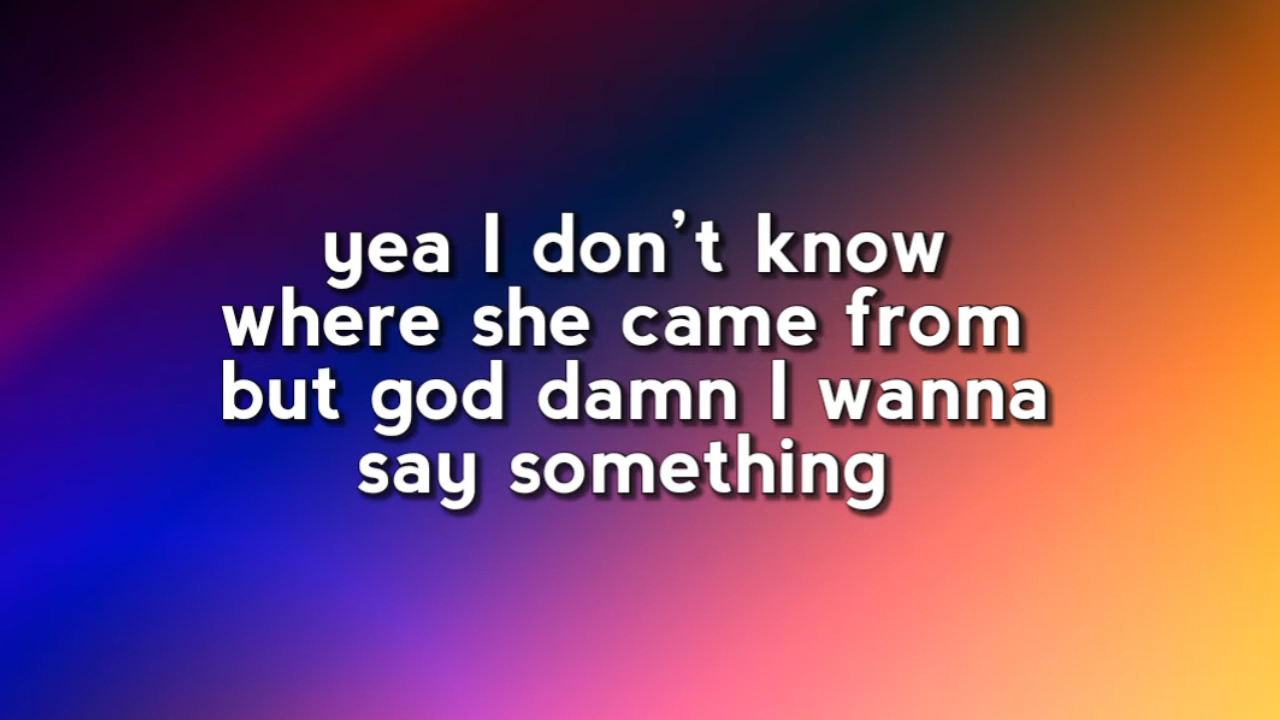 yea I don't know
where she came from
but god damn I wanna
say something